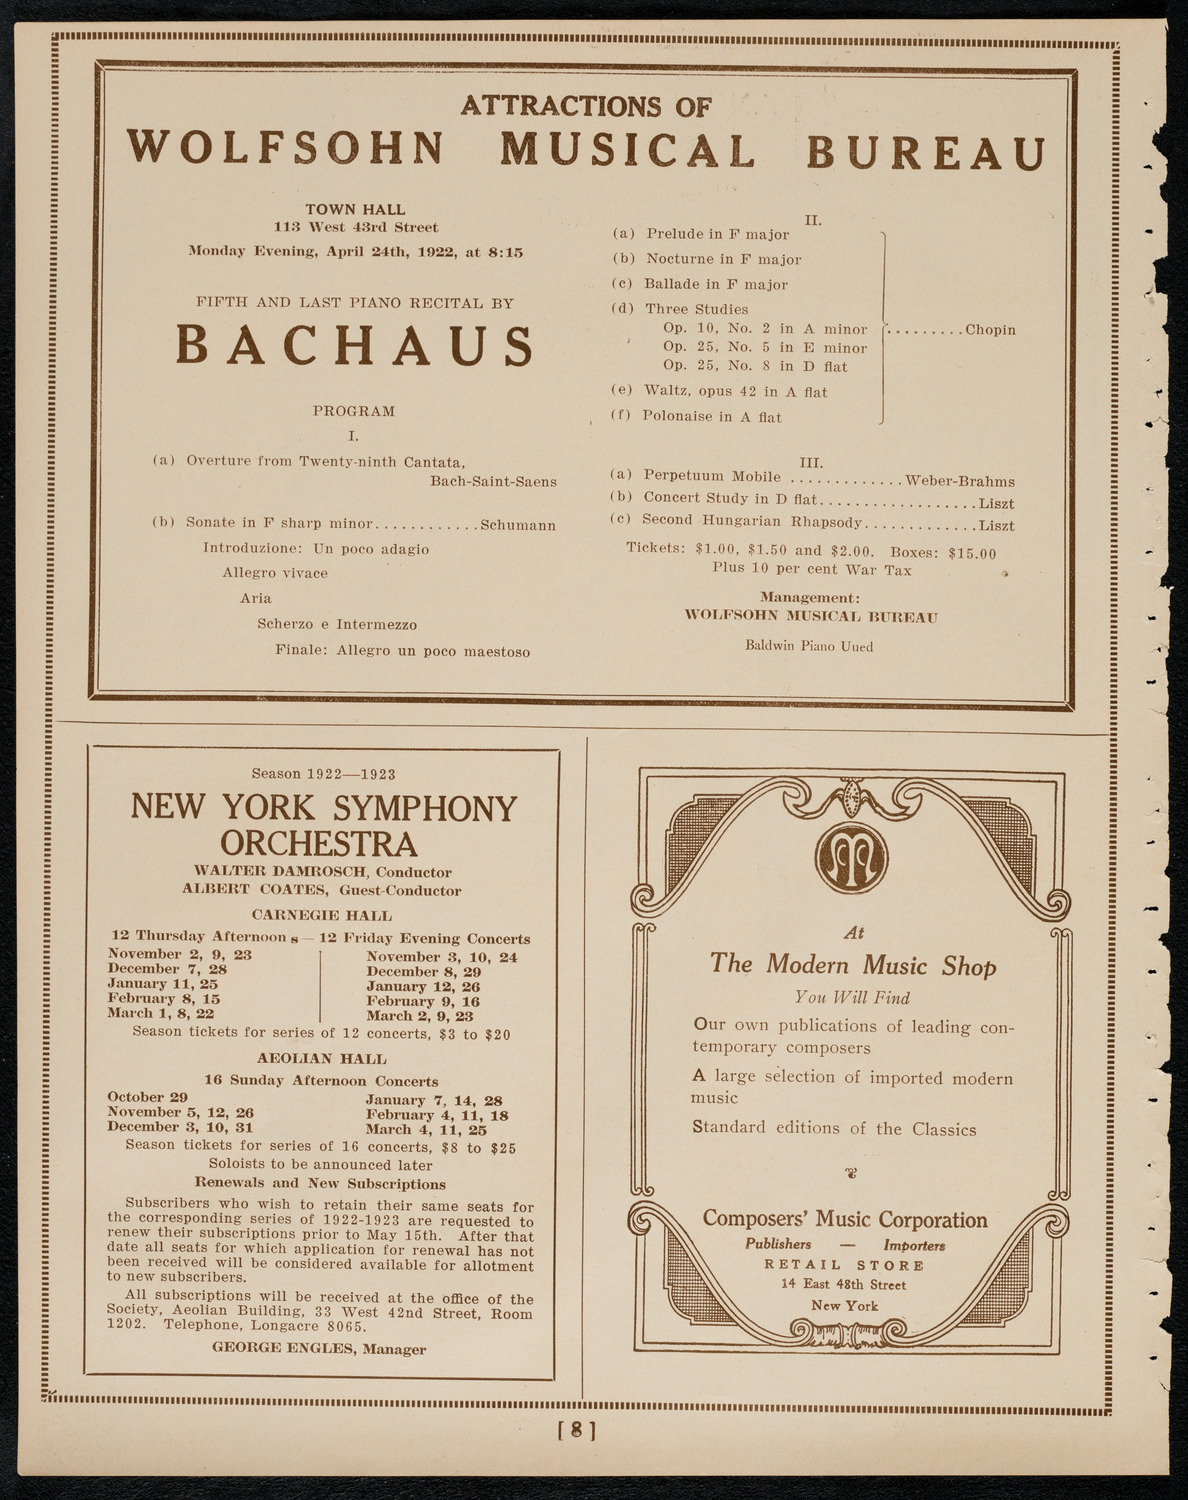 ATTRACTIONS OF
WOLFSOHN MUSICAL BUREAU
TOWN HALL
113 West 43rd Street
Monday Evening, April 24th, 1922, at 8:15
FIFTH AND LAST PIANO RECITAL BY
BACHAUS
PROGRAM
I.
(a) Overture from Twenty-ninth Cantata,
Bach-Saint-Saens
(b) Sonate in F sharp minor............Schumann
Introduzione: Un poco adagio
Allegro vivace
Aria
Scherzo e Intermezzo
Finale: Allegro un poco maestoso
II.
(a) Prelude in F major
(b) Nocturne in F major
(c) Ballade in F major
(d) Three Studies
Op. 10, No. 2 in A minor .........Chopin
Op. 25, No. 5 in E minor
Op. 25, No. 8 in D flat
(e) Waltz, opus 42 in A flat
(f) Polonaise in A flat
III.
(a) Perpetuum Mobile .............Weber-Brahms
(b) Concert Study in D flat..................Liszt
(c) Second Hungarian Rhapsody.............Liszt
Tickets: $1.00, $1.50 and $2.00. Boxes: $15.00
Plus 10 per cent War Tax
Management:
WOLFSOHN MUSICAL BUREAU
Baldwin Piano Uued
Season 1922—1923
NEW YORK SYMPHONY
ORCHESTRA
WALTER DAMROSCH, Conductor
ALBERT COATES, Guest-Conductor
CARNEGIE HALL
12 Thursday Afternoon s — 12 Friday Evening Concerts
November 2, 9, 23
December 7, 28
January 11, 25
February 8, 15
March 1, 8, 22
November 3, 10, 24
December 8, 29
January 12, 26
February 9, 16
March 2, 9, 23
Season tickets for series of 12 concerts, $3 to $20
AEOLIAN HALL
16 Sunday Afternoon Concerts
October 29
November 5, 12, 26
December 3, 10, 31
January 7, 14, 28
February 4, 11, 18
March 4, 11, 25
Season tickets for series of 16 concerts, $8 to $25
Soloists to be announced later
Renewals and New Subscriptions
Subscribers who wish to retain their same seats for
the corresponding series of 1922-1923 are requested to
renew their subscriptions prior to May 15th. After that
date all seats for which application for renewal has not
been received will be considered available for allotment
to new subscribers.
All subscriptions will be received at the office of the
Society, Aeolian Building, 33 West 42nd Street, Room
1202. Telephone, Longacre 8065.
GEORGE ENGLES, Manager
At
The Modern Music Shop
You Will Find
Our own publications of leading con-
temporary composers
A large selection of imported modern
music
Standard editions of the Classics
Composers' Music Corporation
Publishers — Importers
RETAIL STORE
14 East 48th Street
New York
[ 8 ]